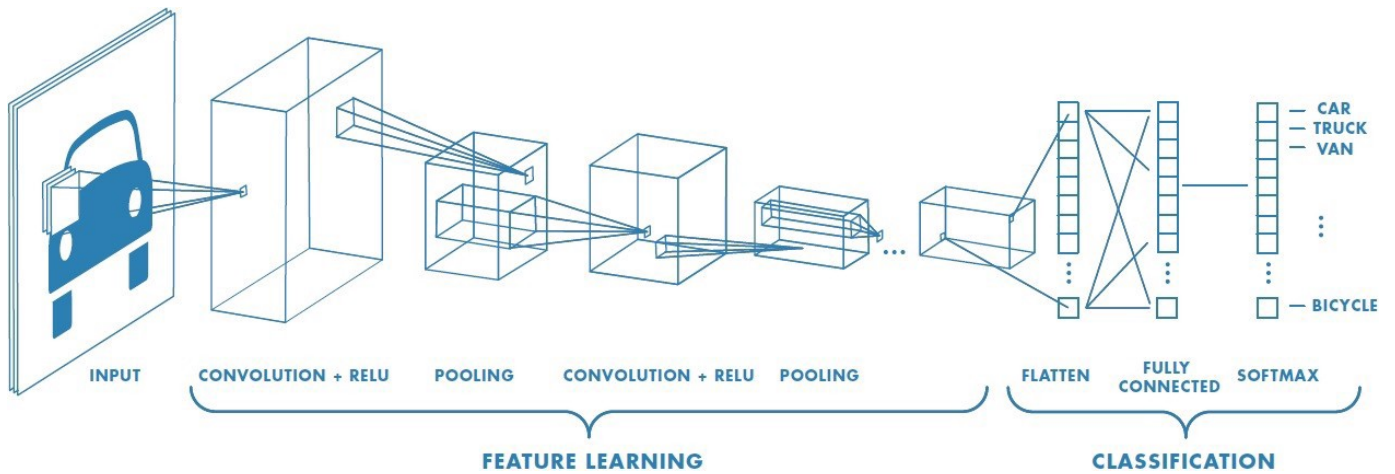 CAR
TRUCK
VAN
BICYCLE
INPUT
CONVOLUTION + RELU
POOLING
CONVOLUTION + RELU
POOLING
FLATTEN
FULLY
CONNECTED
SOFTMAX
FEATURE LEARNING
CLASSIFICATION